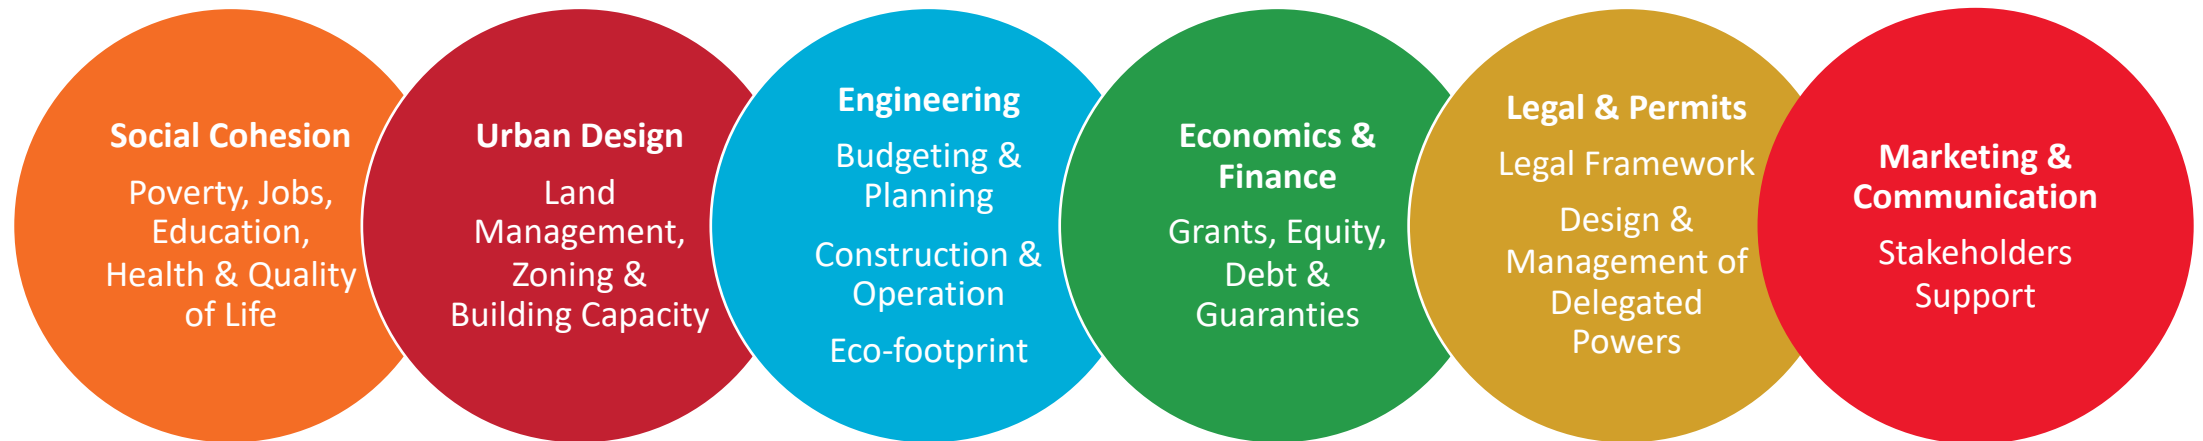 Social Cohesion
Poverty, Jobs,
Education,
Health & Quality
of Life
Urban Design
Land
Management,
Zoning &
Building Capacity
Engineering
Budgeting &
Planning
Construction &
Operation
Eco-footprint
Economics &
Finance
Grants, Equity,
Debt &
Guaranties
Legal & Permits
Legal Framework
Design &
Management of
Delegated
Powers
Marketing &
Communication
Stakeholders
Support